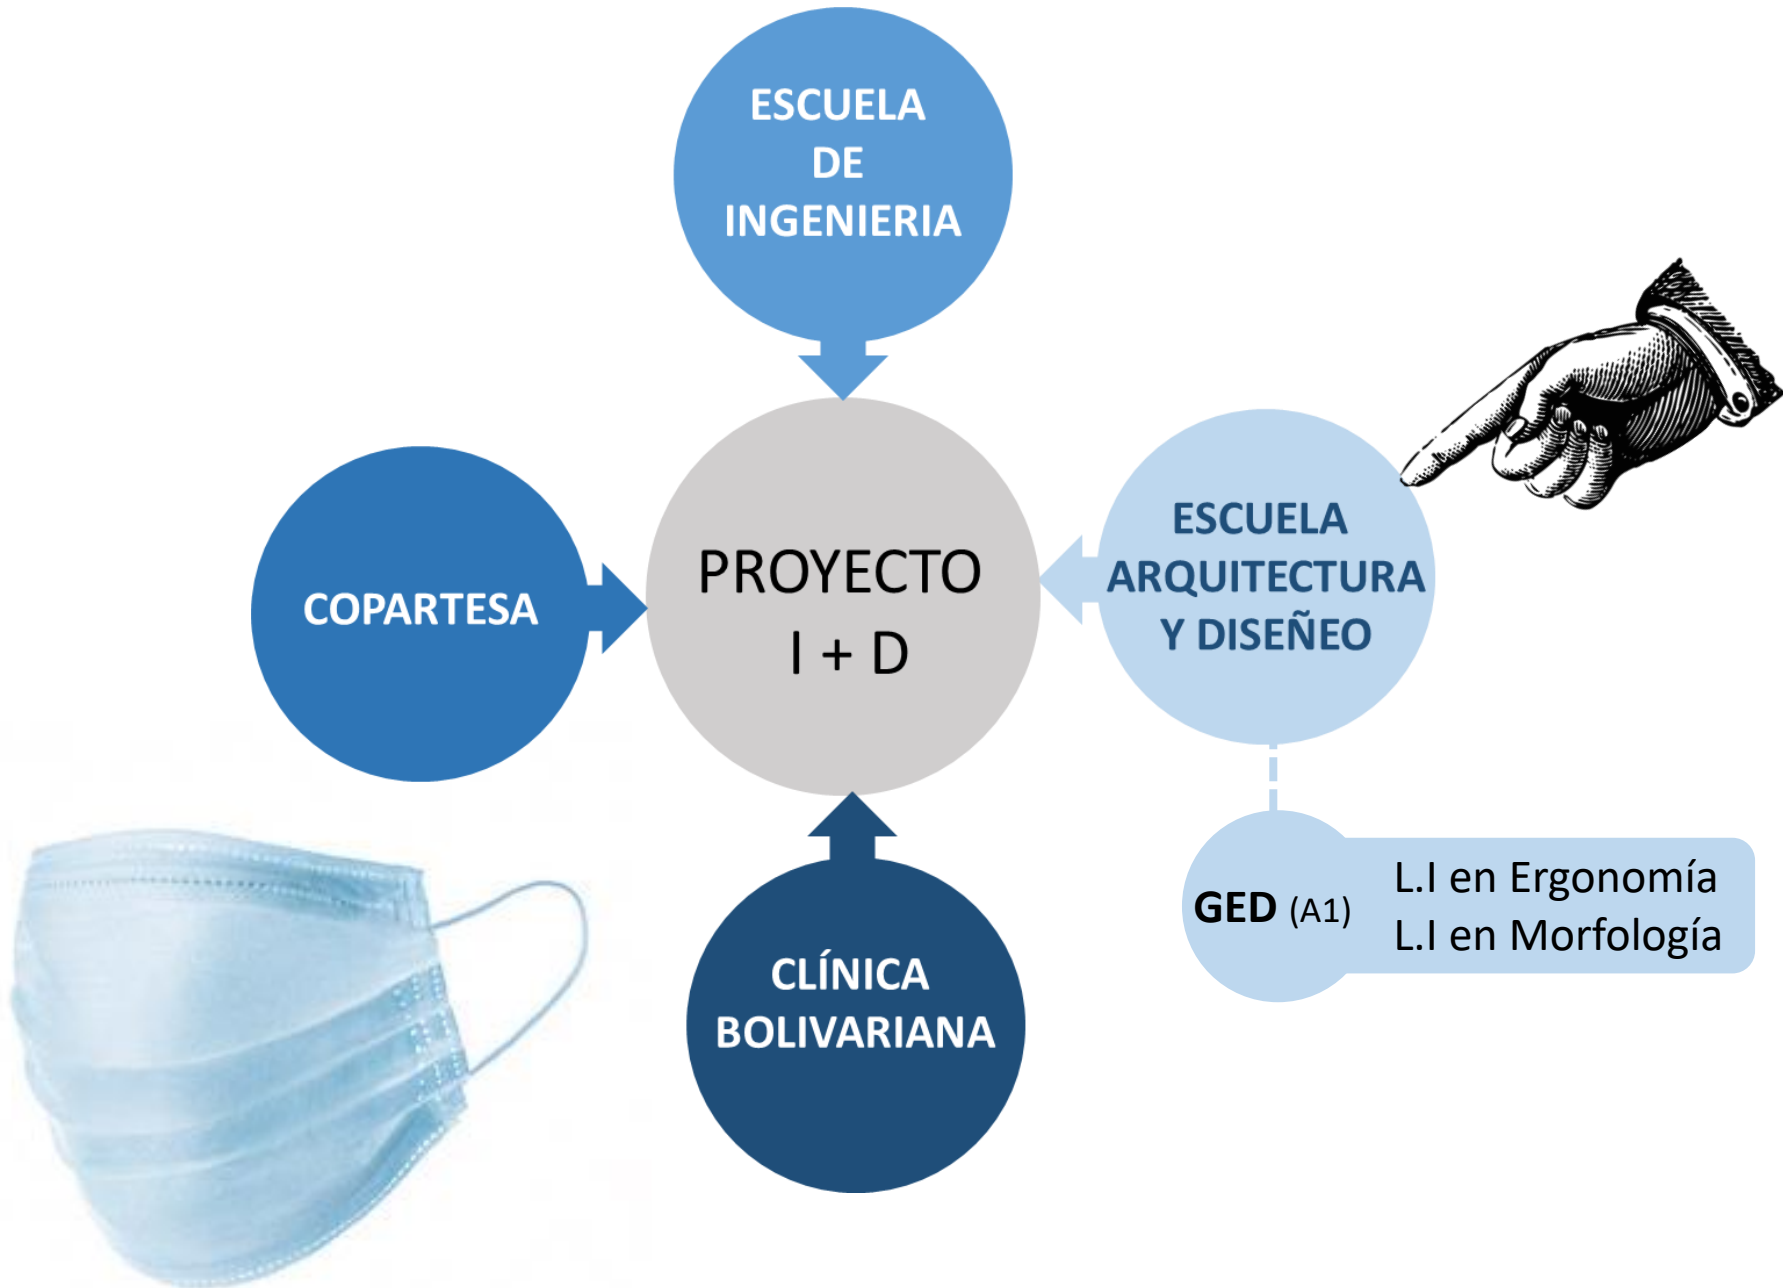 ESCUELA
DE
INGENIERIA
COPARTESA
PROYECTO
I + D
ESCUELA
ARQUITECTURA
Y DISEÑEO
GED (A1)
L.I en Ergonomía
L.I en Morfología
CLÍNICA
BOLIVARIANA